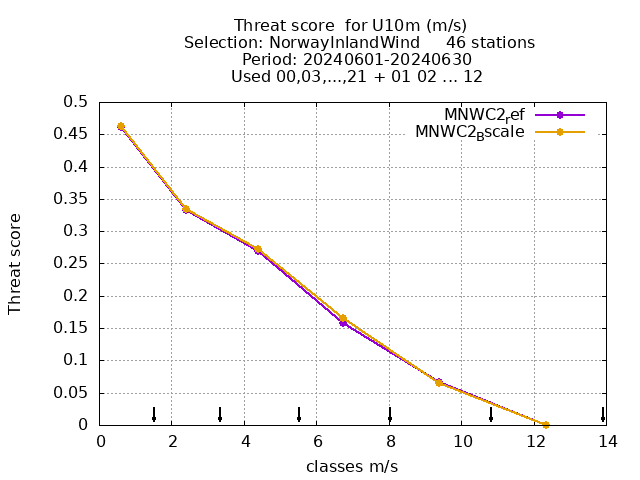 Threat score  for U10m (m/s)
Selection: NorwayInlandWind     46 stations
Period: 20240601-20240630
Used 00,03,...,21 + 01 02 ... 12
MNWC2ref
MNWC2Bscale
0.5
0.45
0.4
0.35
0.3
0.25
0.2
0.15
0.1
0.05
0
Threat score
0 2 4 6 8 10 12 14
classes m/s